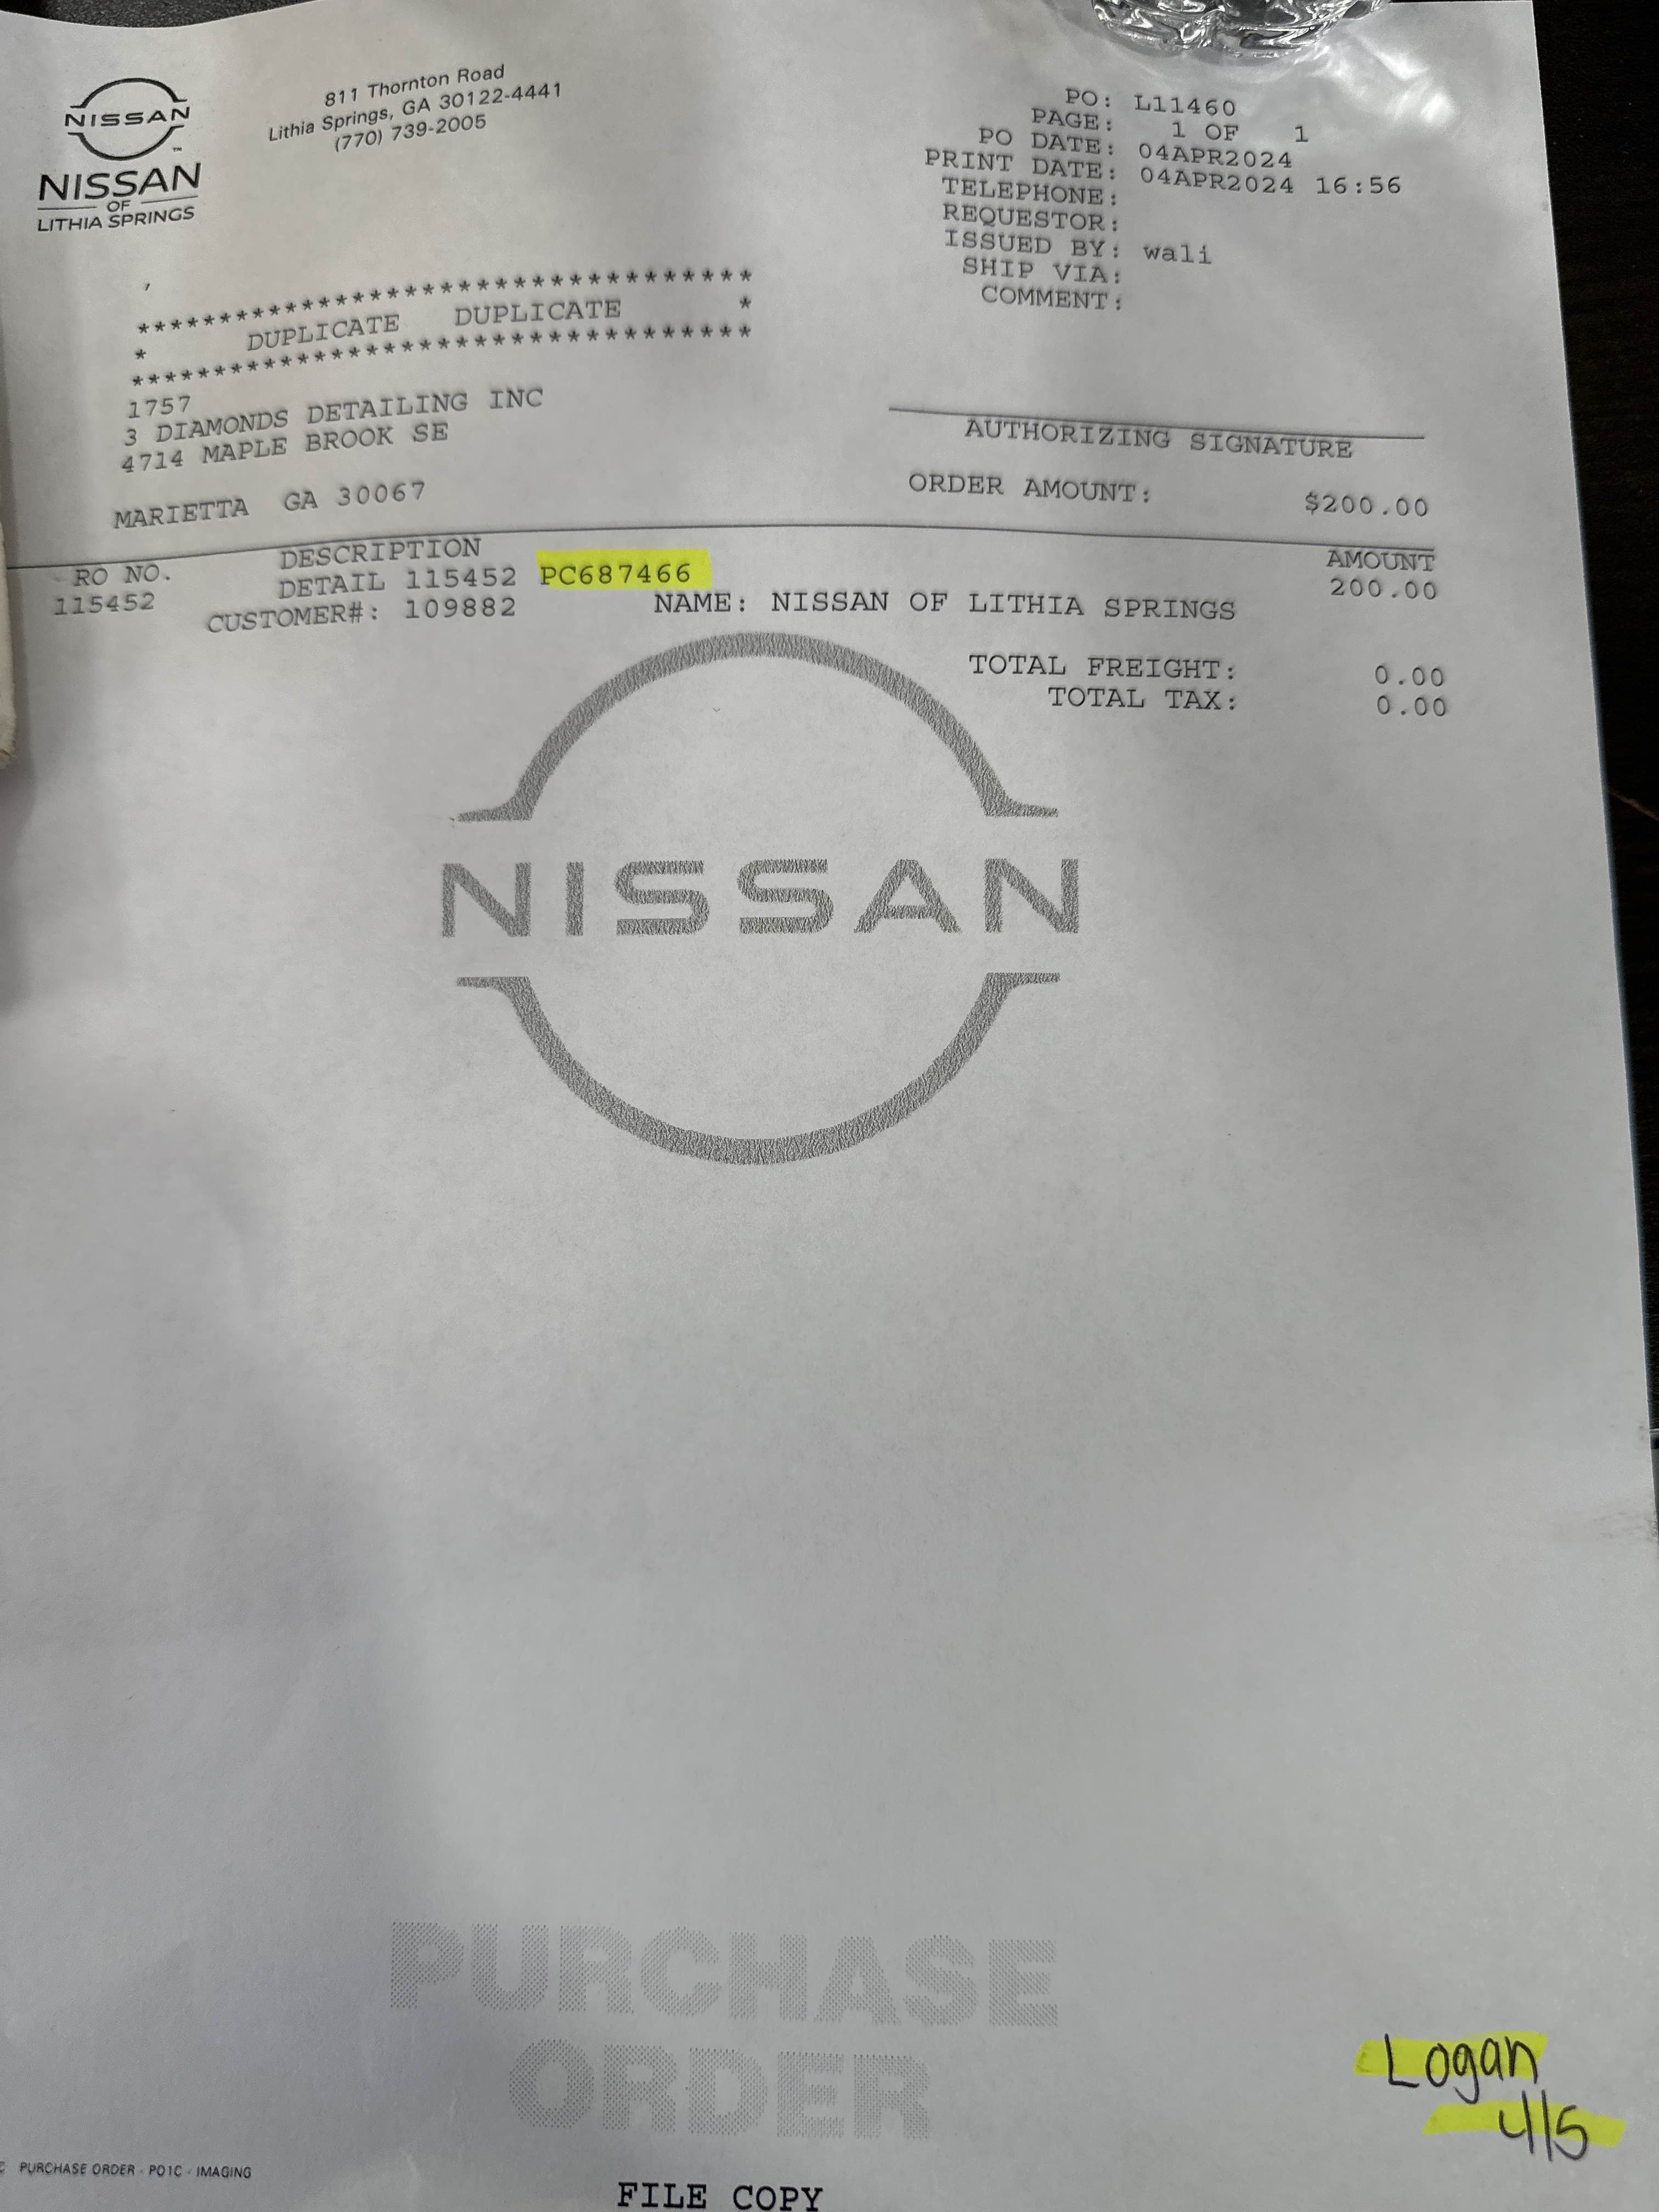 NISSAN
NISSAN
OF
LITHIA SPRINGS
811 Thornton Road
Lithia Springs, GA 30122-4441
(770) 739-2005
PO: L11460
PAGE: 1 OF 1
PO DATE: 04APR2024
PRINT DATE: 04APR2024 16:56
TELEPHONE:
REQUESTOR:
ISSUED BY: wali
SHIP VIA:
COMMENT:
,
*********************************
* DUPLICATE DUPLICATE *
*********************************
1757
3 DIAMONDS DETAILING INC
4714 MAPLE BROOK SE
MARIETTA GA 30067
AUTHORIZING SIGNATURE
ORDER AMOUNT: $200.00
RO NO. DESCRIPTION AMOUNT
115452 DETAIL 115452 PC687466 200.00
CUSTOMER#: 109882 NAME: NISSAN OF LITHIA SPRINGS
TOTAL FREIGHT: 0.00
TOTAL TAX: 0.00
NISSAN
PURCHASE
ORDER
Logan
4/5
C PURCHASE ORDER - PO1C - IMAGING
FILE COPY